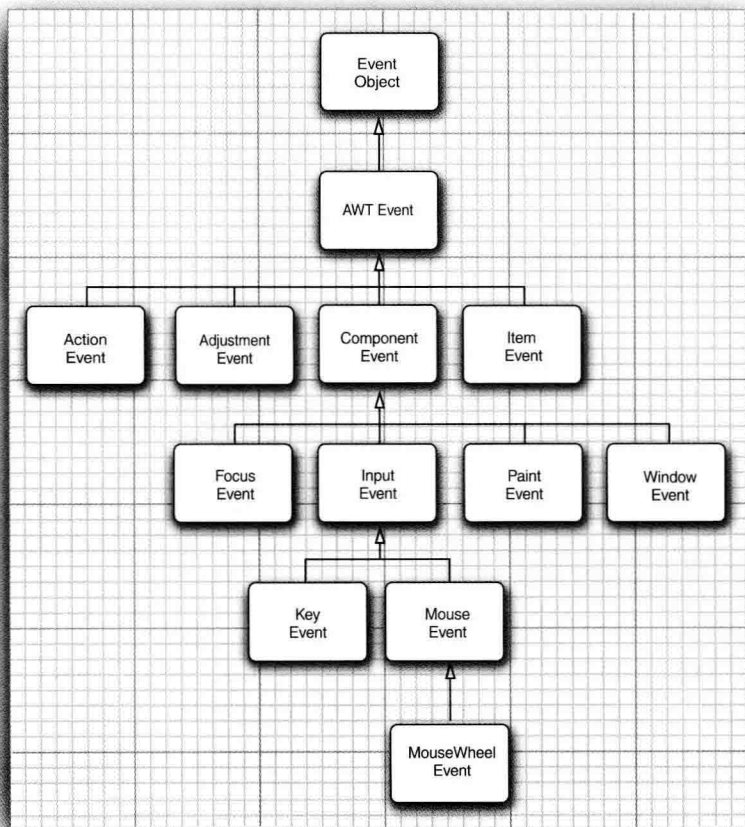 Event
Object
AWT Event
Action
Event
Adjustment
Event
Component
Event
Item
Event
Focus
Event
Input
Event
Paint
Event
Window
Event
Key
Event
Mouse
Event
MouseWheel
Event